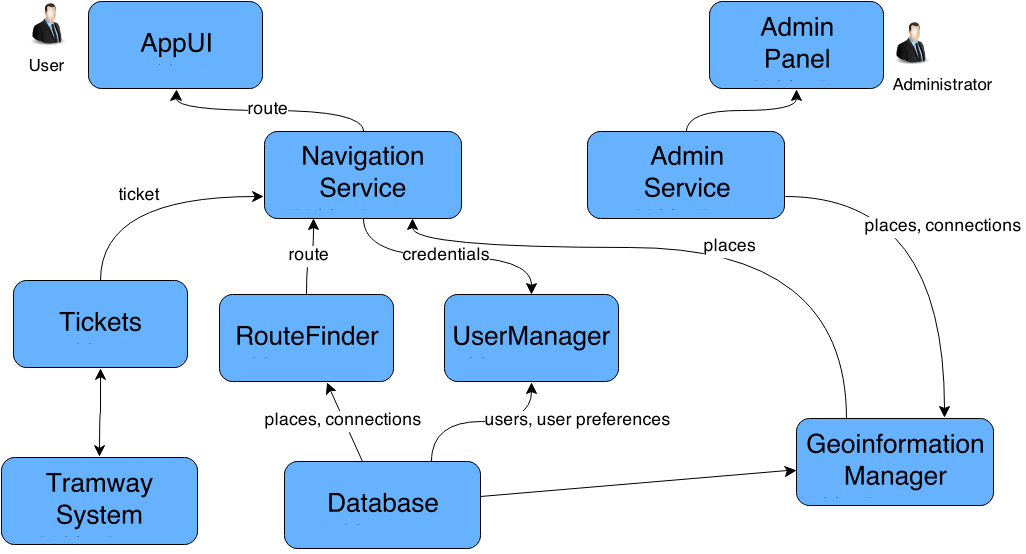 AppUI
Admin
Panel
User
Administrator
route
Navigation
Service
Admin
Service
ticket
places, connections
route
credentials
places
Tickets
RouteFinder
UserManager
places, connections
users, user preferences
Geoinformation
Manager
Tramway
System
Database